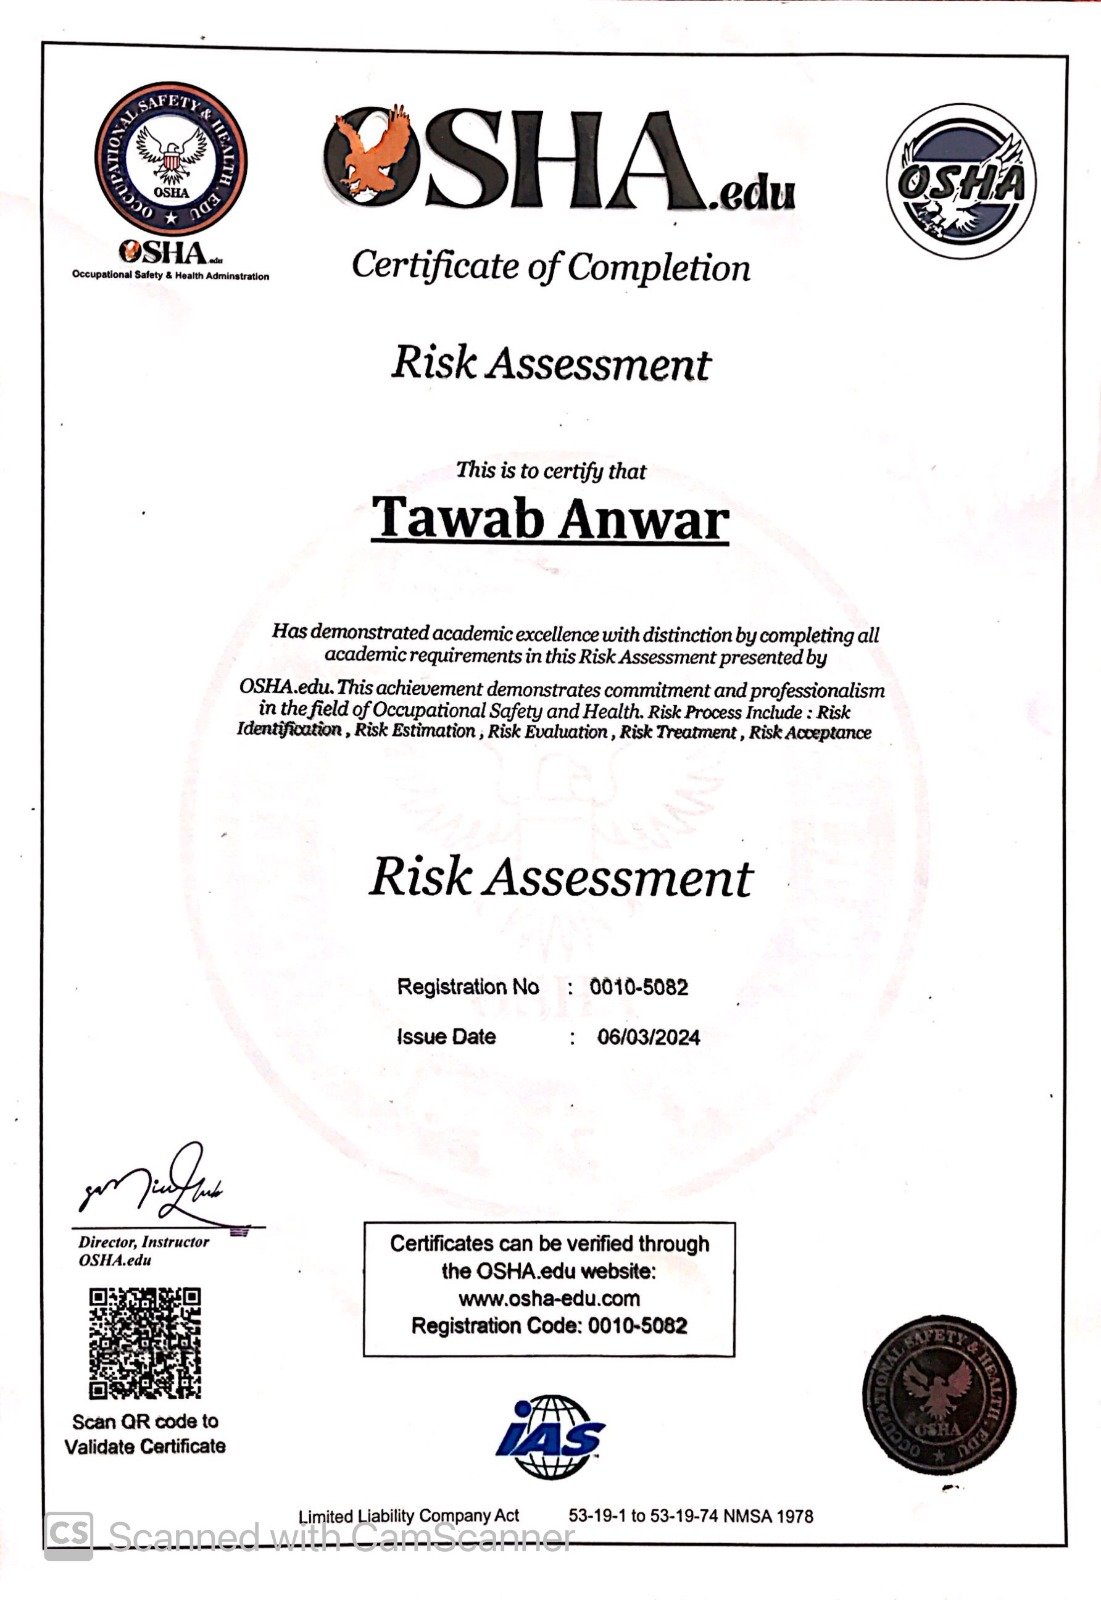 OCCUPATIONAL SAFETY & HEALTH. EDU
OSHA
OSHA.edu
Occupational Safety & Health Adminstration
OSHA.edu
OSHA
Certificate of Completion
Risk Assessment
This is to certify that
Tawab Anwar
Has demonstrated academic excellence with distinction by completing all
academic requirements in this Risk Assessment presented by
OSHA.edu. This achievement demonstrates commitment and professionalism
in the field of Occupational Safety and Health. Risk Process Include : Risk
Identification , Risk Estimation , Risk Evaluation , Risk Treatment , Risk Acceptance
Risk Assessment
Registration No : 0010-5082
Issue Date : 06/03/2024
Director, Instructor
OSHA.edu
Scan QR code to
Validate Certificate
Certificates can be verified through
the OSHA.edu website:
www.osha-edu.com
Registration Code: 0010-5082
IAS
OCCUPATIONAL SAFETY & HEALTH. EDU
OSHA
Limited Liability Company Act 53-19-1 to 53-19-74 NMSA 1978
CS Scanned with CamScanner